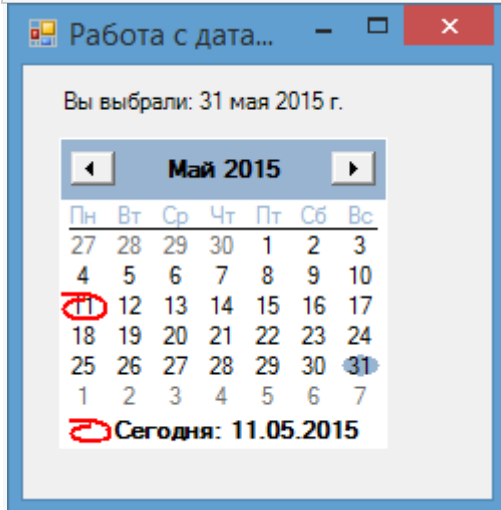 Работа с дата...
Вы выбрали: 31 мая 2015 г.
Май 2015
Пн Вт Ср Чт Пт Сб Вс
27 28 29 30 1 2 3
4 5 6 7 8 9 10
11 12 13 14 15 16 17
18 19 20 21 22 23 24
25 26 27 28 29 30 31
1 2 3 4 5 6 7
Сегодня: 11.05.2015